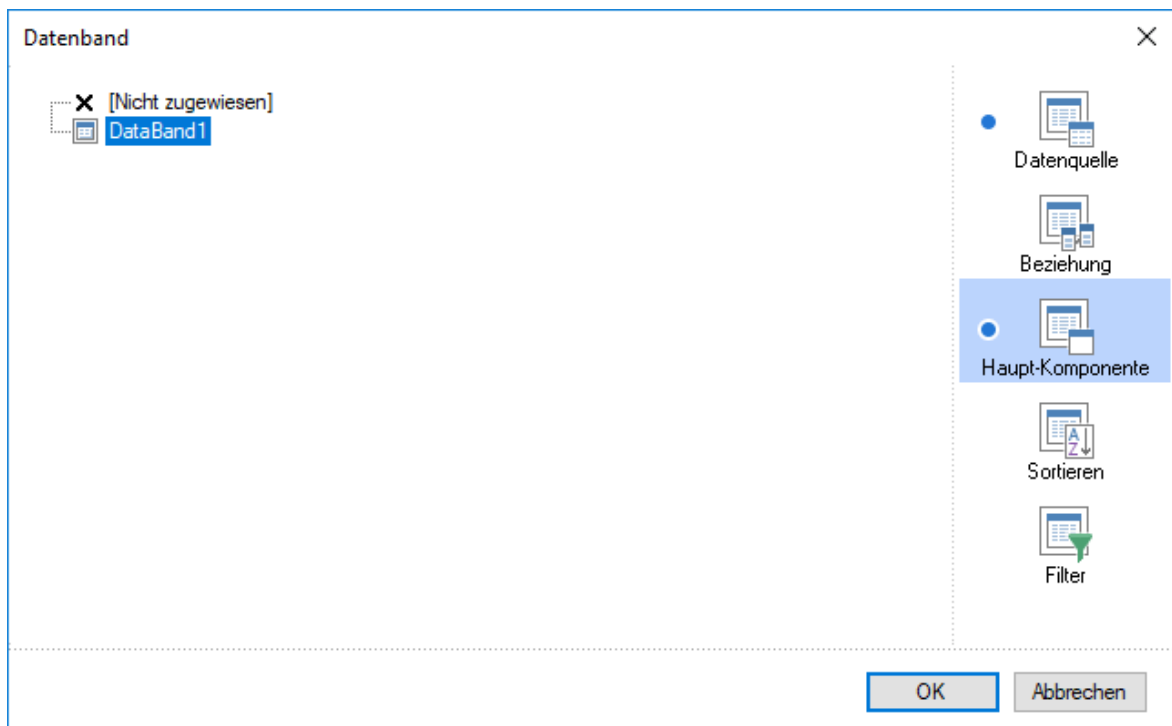 Datenband
[Nicht zugewiesen]
DataBand1
Datenquelle
Beziehung
Haupt-Komponente
Sortieren
Filter
OK
Abbrechen